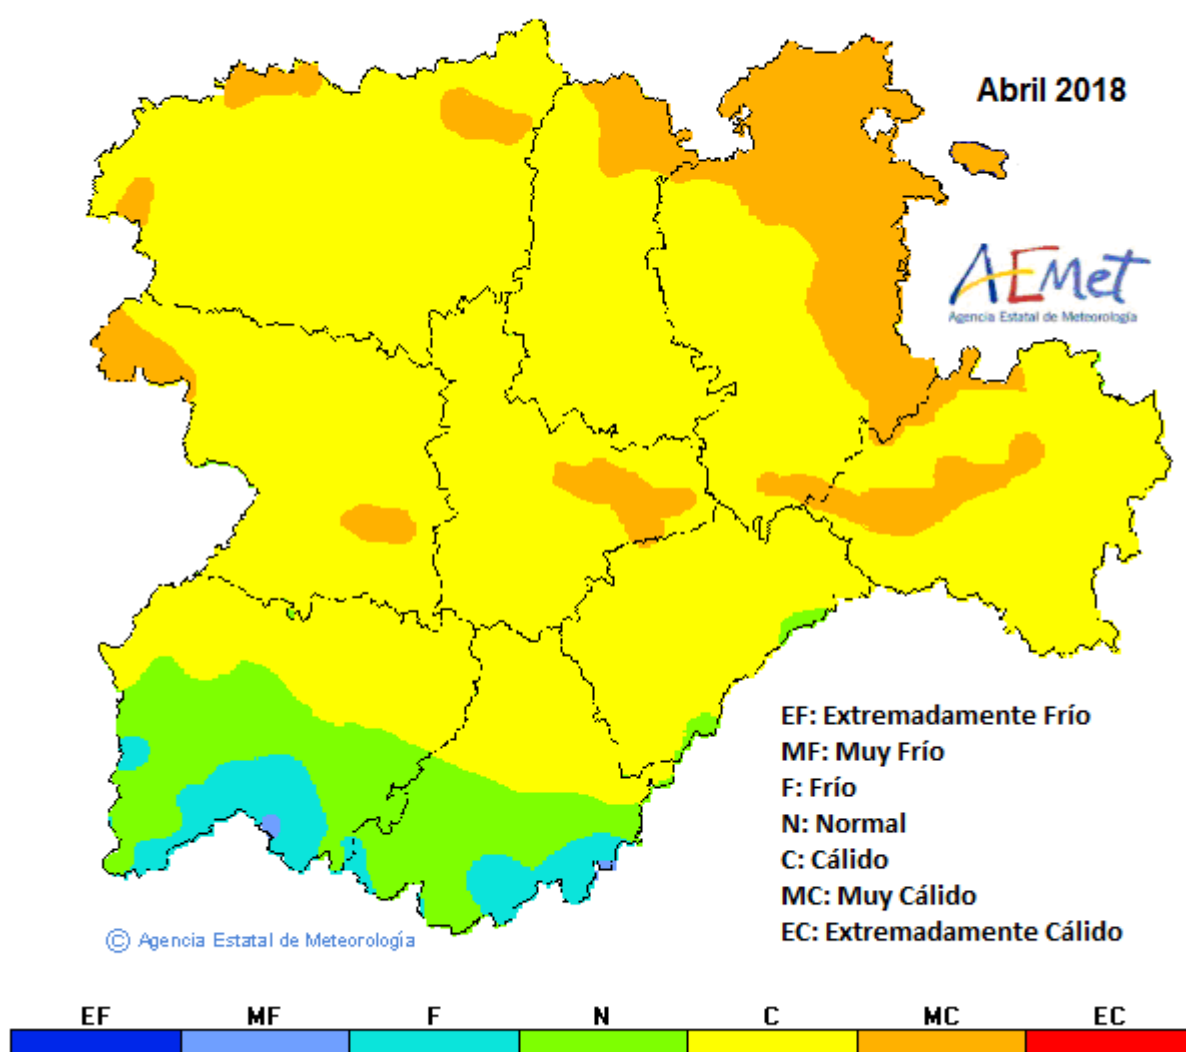 Abril 2018
AEMet
Agencia Estatal de Meteorología
EF: Extremadamente Frío
MF: Muy Frío
F: Frío
N: Normal
C: Cálido
MC: Muy Cálido
EC: Extremadamente Cálido
© Agencia Estatal de Meteorología
EF MF F N C MC EC